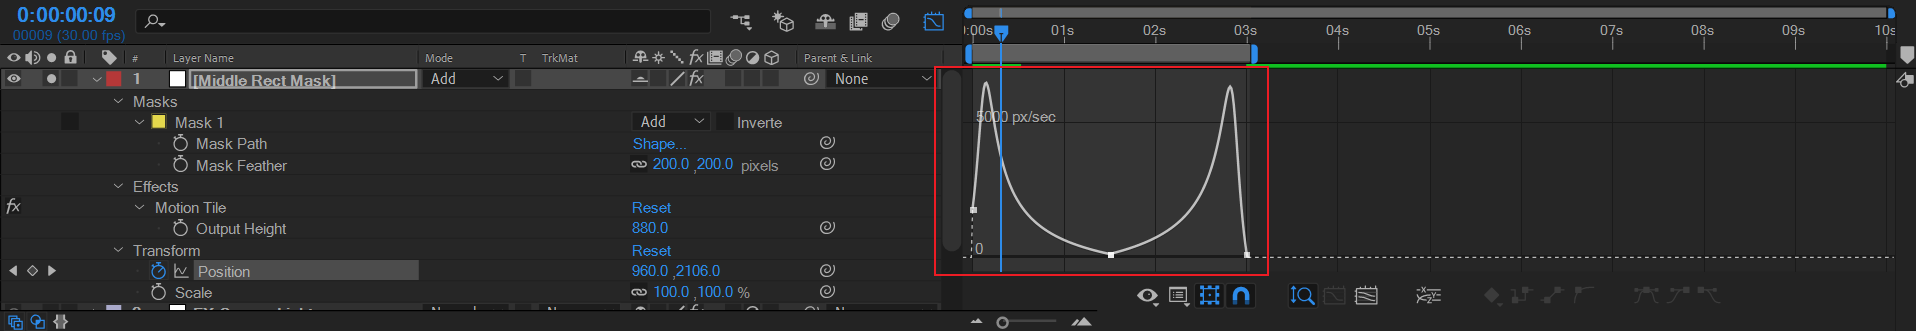 0:00:00:09
00009 (30.00 fps)
:00s 01s 02s 03s 04s 05s 06s 07s 08s 09s 10s
# Layer Name Mode T TrkMat Parent & Link
1 [Middle Rect Mask] Add None
Masks
Mask 1 Add Inverte
5000 px/sec
Mask Path Shape...
Mask Feather 200.0 ,200.0 pixels
Effects
fx Motion Tile Reset
Output Height 880.0
Transform Reset
0
Position 960.0 ,2106.0
Scale 100.0 ,100.0 %